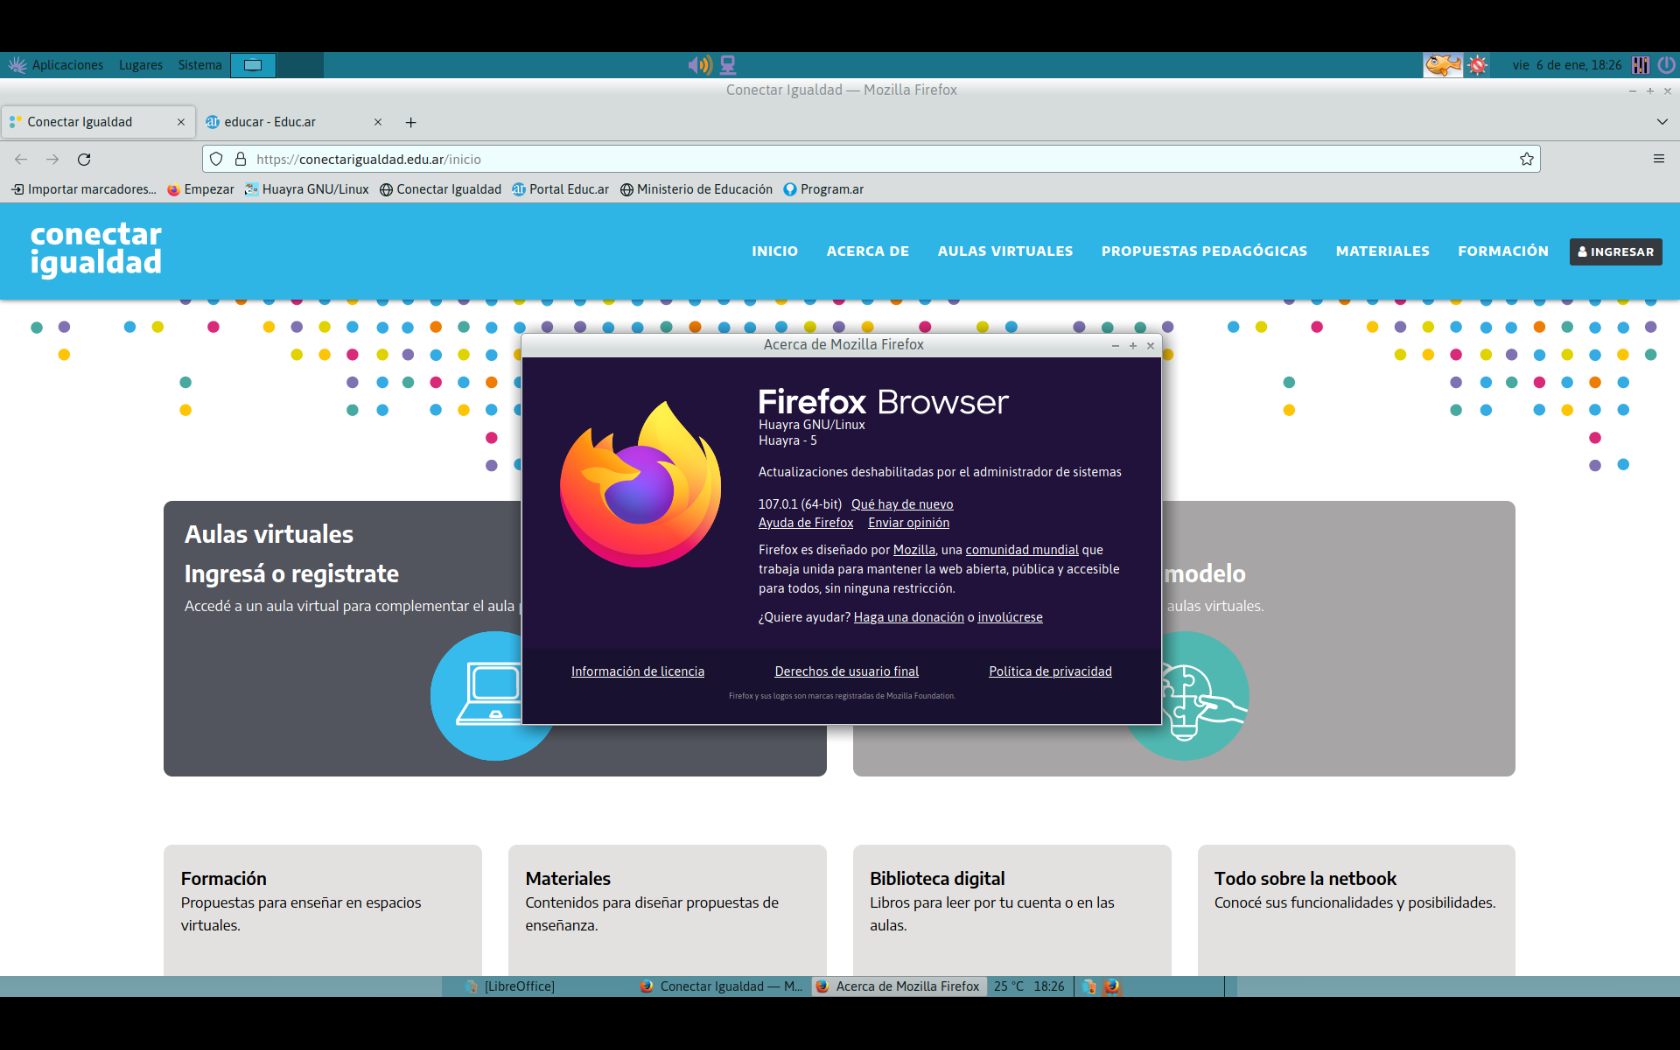 Aplicaciones Lugares Sistema vie 6 de ene, 18:26
Conectar Igualdad — Mozilla Firefox
Conectar Igualdad educar - Educ.ar
https://conectarigualdad.edu.ar/inicio
Importar marcadores... Empezar Huayra GNU/Linux Conectar Igualdad Portal Educ.ar Ministerio de Educación Program.ar
conectar
igualdad
INICIO ACERCA DE AULAS VIRTUALES PROPUESTAS PEDAGÓGICAS MATERIALES FORMACIÓN INGRESAR
Acerca de Mozilla Firefox
Firefox Browser
Huayra GNU/Linux
Huayra - 5
Actualizaciones deshabilitadas por el administrador de sistemas
107.0.1 (64-bit) Qué hay de nuevo
Ayuda de Firefox Enviar opinión
Firefox es diseñado por Mozilla, una comunidad mundial que
trabaja unida para mantener la web abierta, pública y accesible
para todos, sin ninguna restricción.
¿Quiere ayudar? Haga una donación o involúcrese
Información de licencia Derechos de usuario final Política de privacidad
Firefox y sus logos son marcas registradas de Mozilla Foundation.
Aulas virtuales
Ingresá o registrate
Accedé a un aula virtual para complementar el aula
modelo
aulas virtuales.
Formación
Propuestas para enseñar en espacios
virtuales.
Materiales
Contenidos para diseñar propuestas de
enseñanza.
Biblioteca digital
Libros para leer por tu cuenta o en las
aulas.
Todo sobre la netbook
Conocé sus funcionalidades y posibilidades.
[LibreOffice] Conectar Igualdad — M... Acerca de Mozilla Firefox 25 °C 18:26